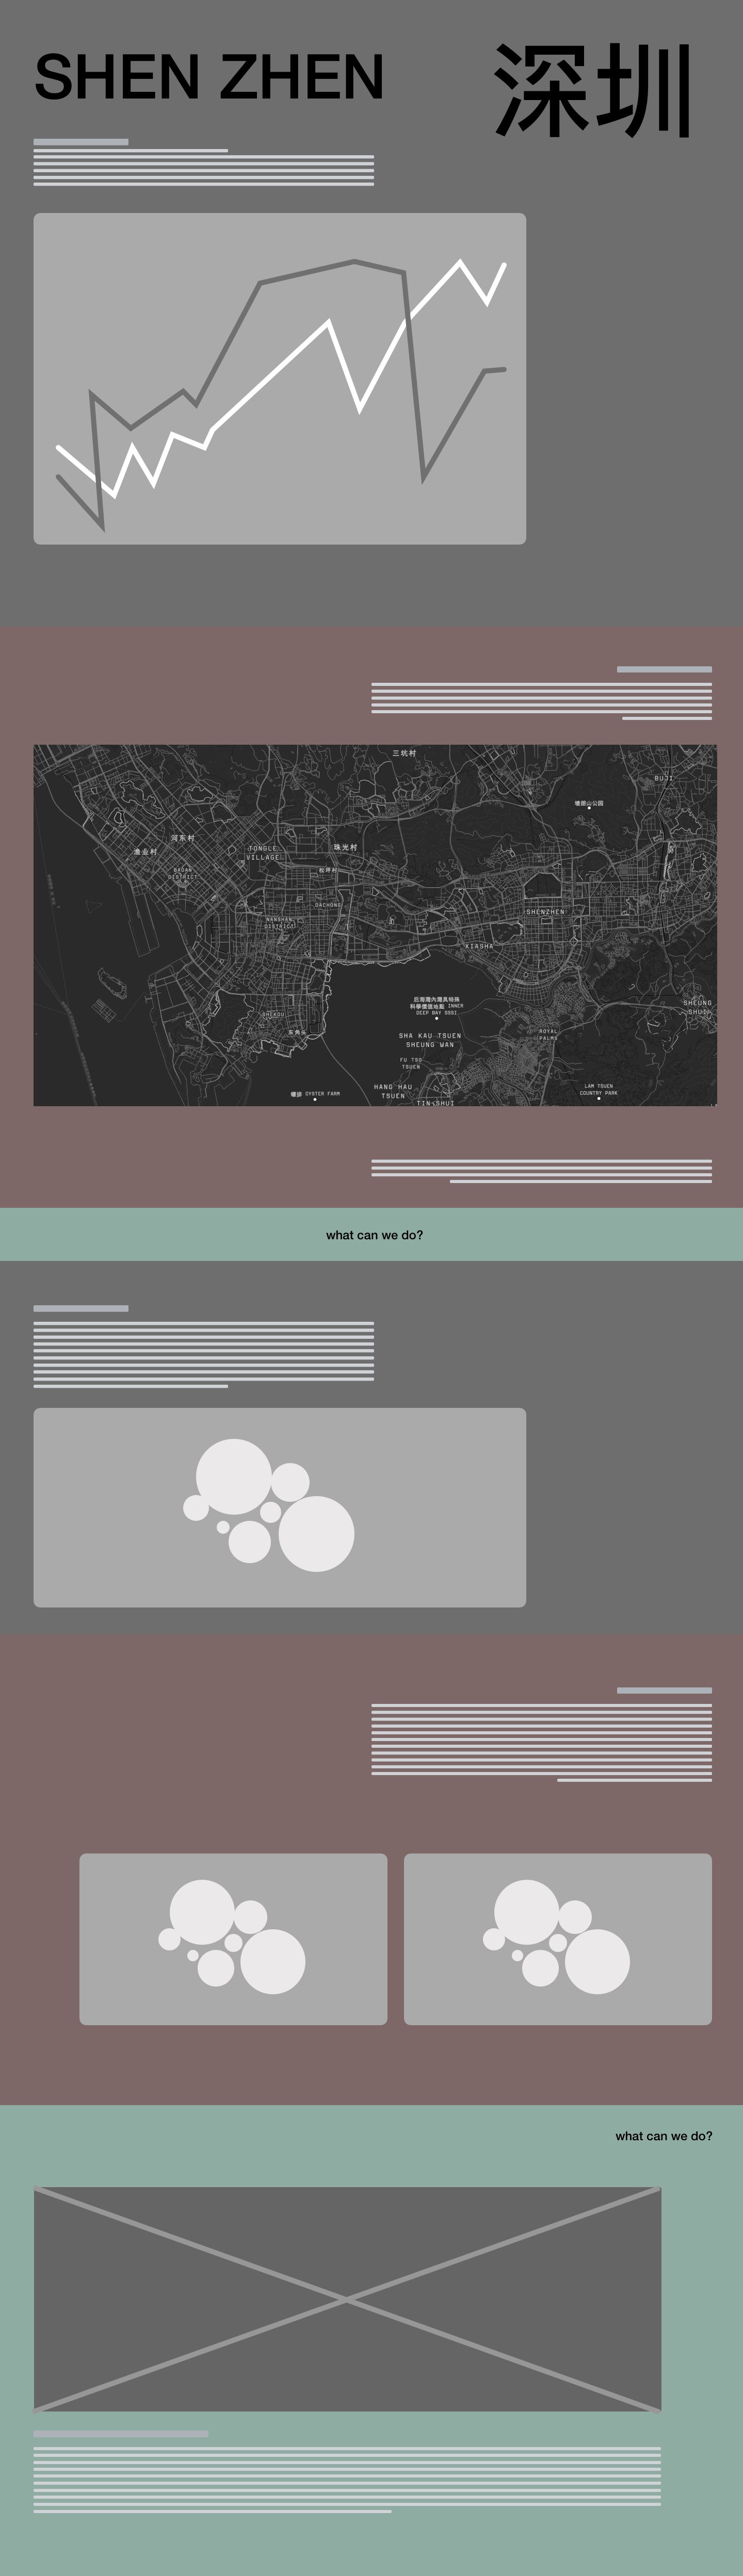 SHEN ZHEN
深圳
三坑村
BUJI
塘朗山公园
河东村
渔业村
TONGLE
VILLAGE
珠光村
BAOAN
DISTRICT
松坪村
DACHONG
SHENZHEN
NANSHAN
DISTRICT
XIASHA
后海灣內灘具特殊
科學價值地點 INNER
DEEP BAY SSSI
SHEUNG
SHUI
SHEKOU
东角头
SHA KAU TSUEN
SHEUNG WAN
ROYAL
PALMS
FU TSO
TSUEN
HANG HAU
TSUEN
LAM TSUEN
COUNTRY PARK
蠔排 OYSTER FARM
TIN SHUI
what can we do?
what can we do?